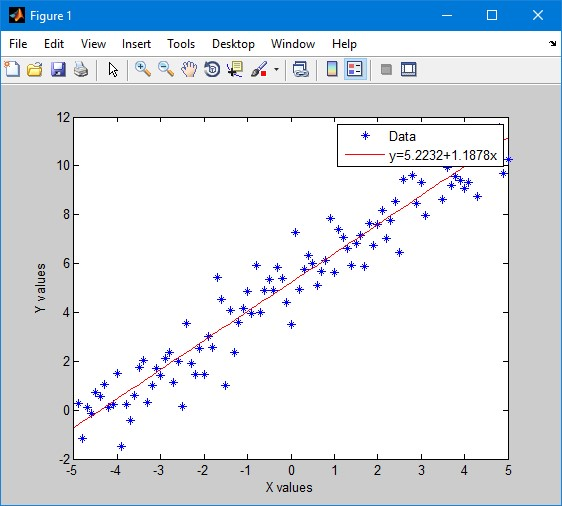 Figure 1
File Edit View Insert Tools Desktop Window Help
12
Data
y=5.2232+1.1878x
10
8
6
Y values
4
2
0
-2
-5 -4 -3 -2 -1 0 1 2 3 4 5
X values